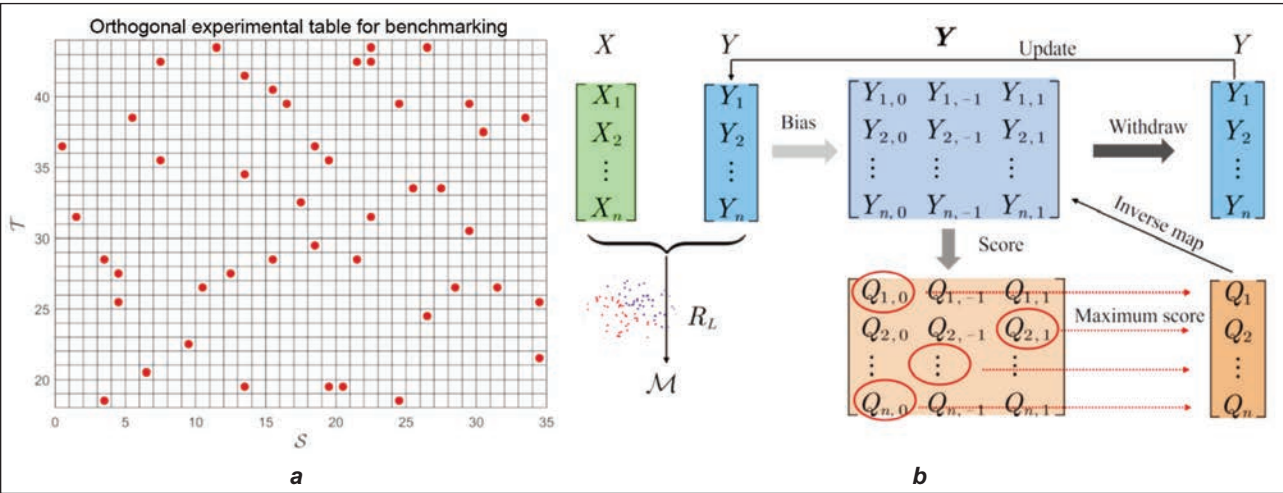 Orthogonal experimental table for benchmarking
40
35
30
25
20
𝒯
0 5 10 15 20 25 30 35
𝒮
a
X Y Y Y
Update
X₁ Y₁ Y₁,₀ Y₁,₋₁ Y₁,₁ Y₁
Bias Withdraw
X₂ Y₂ Y₂,₀ Y₂,₋₁ Y₂,₁ Y₂
⋮ ⋮ ⋮ ⋮ ⋮ ⋮
Xₙ Yₙ Yₙ,₀ Yₙ,₋₁ Yₙ,₁ Yₙ
Score Inverse map
R_L
ℳ
Q₁,₀ Q₁,₋₁ Q₁,₁ Q₁
Maximum score
Q₂,₀ Q₂,₋₁ Q₂,₁ Q₂
⋮ ⋮ ⋮ ⋮
Qₙ,₀ Qₙ,₋₁ Qₙ,₁ Qₙ
b